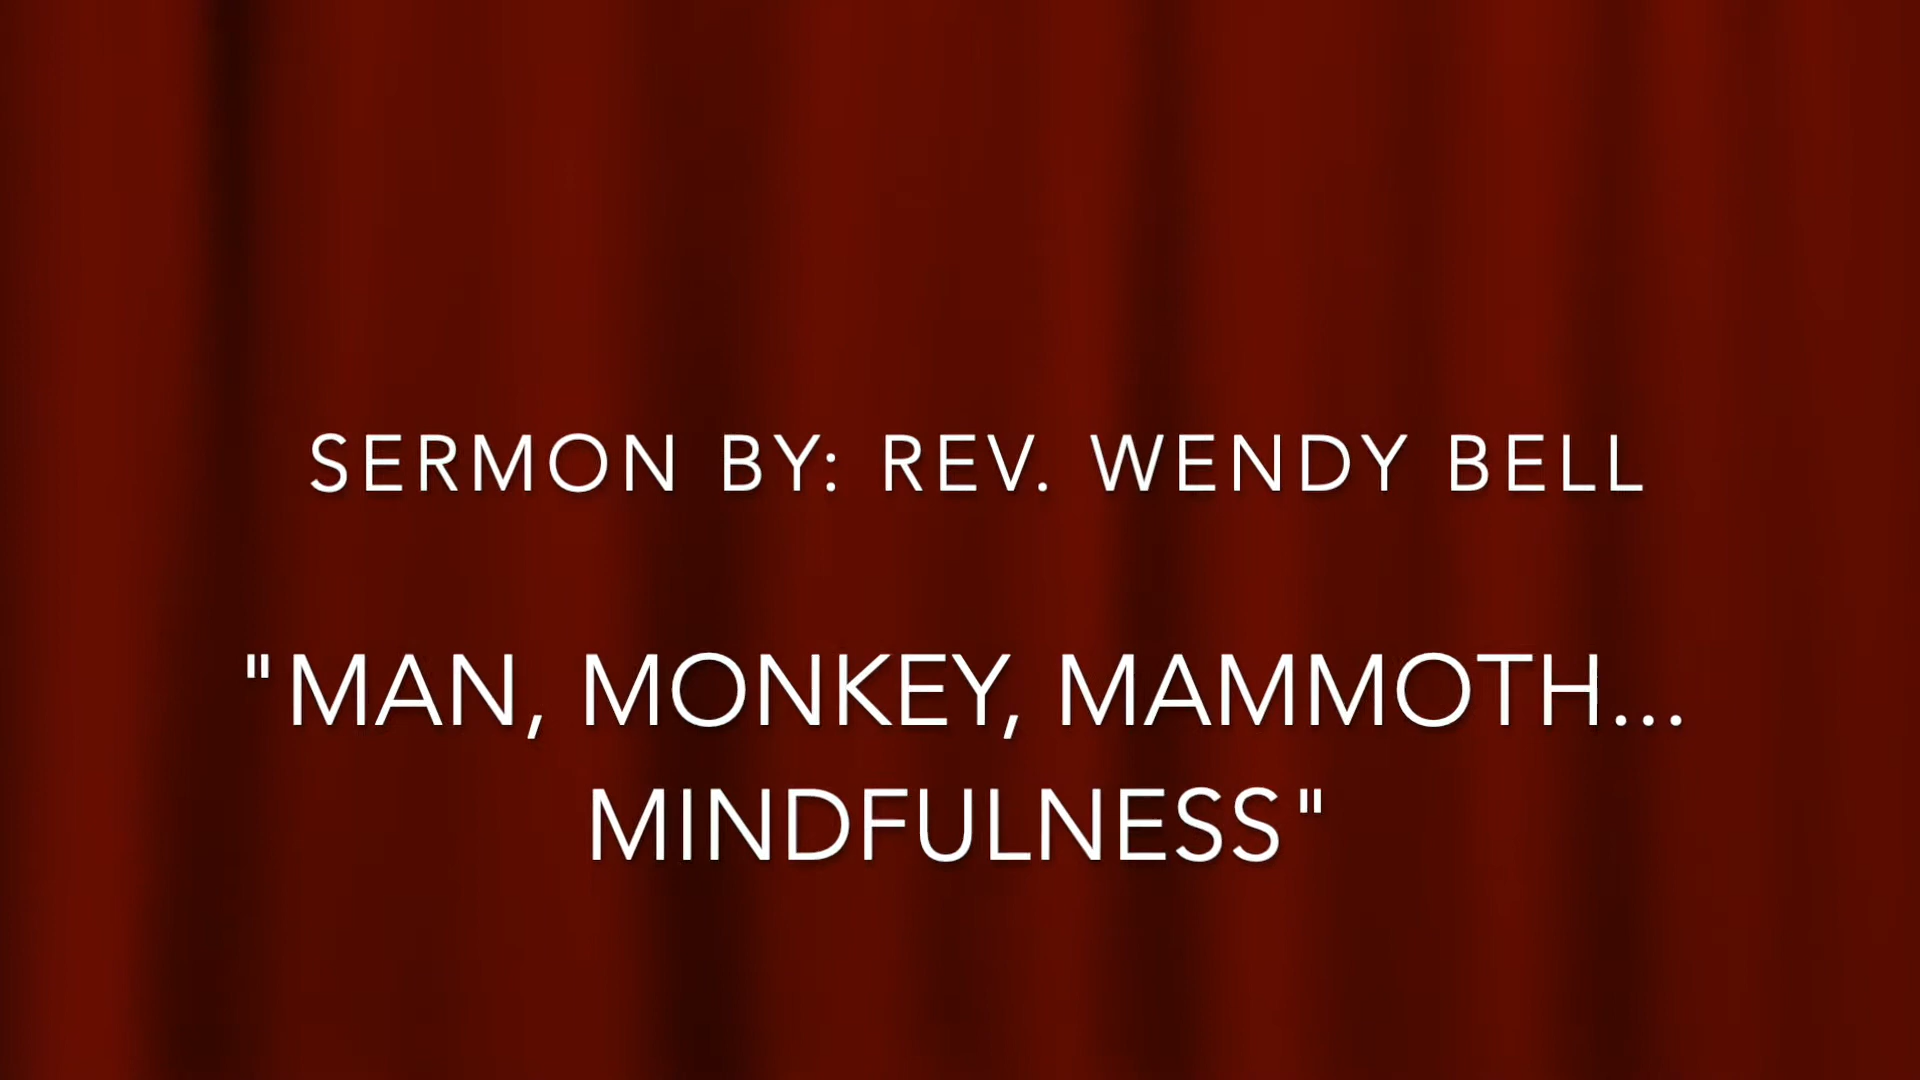 SERMON BY: REV. WENDY BELL
"MAN, MONKEY, MAMMOTH...
MINDFULNESS"